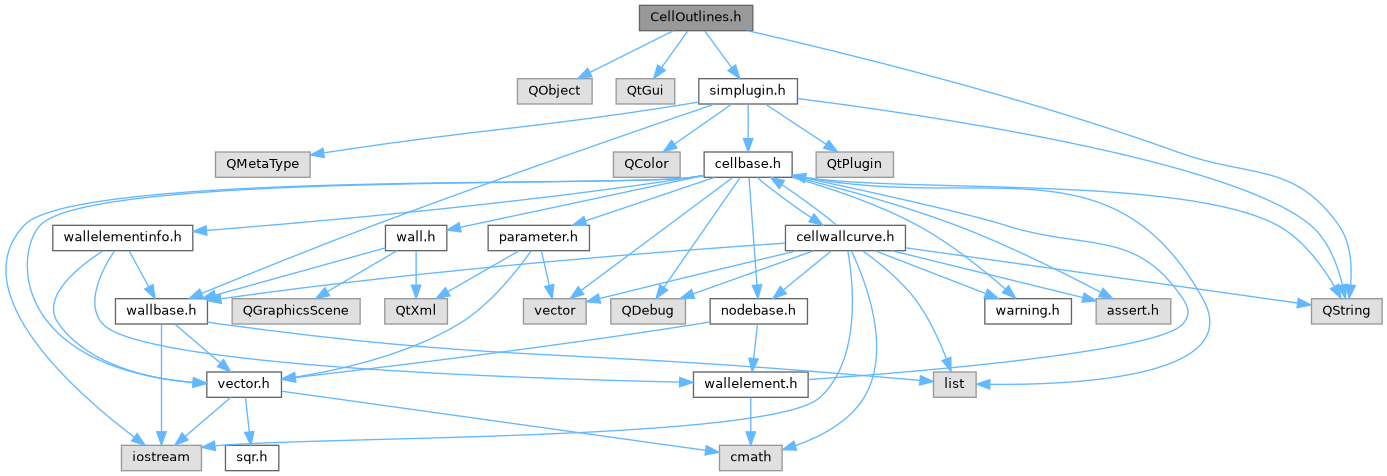 CellOutlines.h
QObject
QtGui
simplugin.h
QMetaType
QColor
cellbase.h
QtPlugin
wallelementinfo.h
wall.h
parameter.h
cellwallcurve.h
wallbase.h
QGraphicsScene
QtXml
vector
QDebug
nodebase.h
warning.h
assert.h
QString
vector.h
wallelement.h
list
iostream
sqr.h
cmath